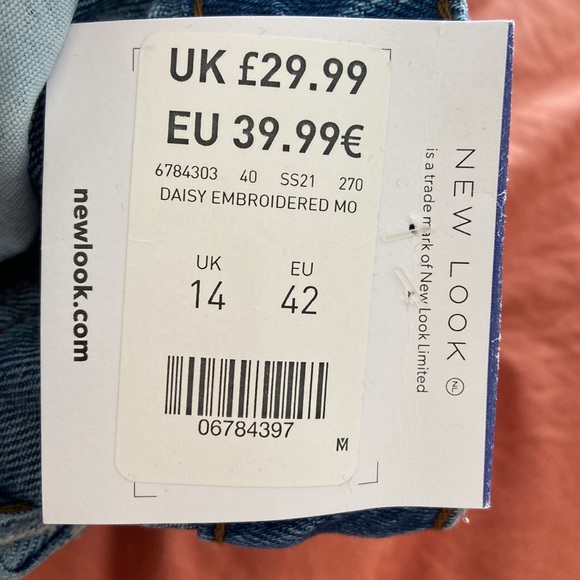 UK £29.99
EU 39.99€
6784303 40 SS21 270
DAISY EMBROIDERED MO
UK EU
14 42
06784397
M
newlook.com
NEW LOOK NL
is a trade mark of New Look Limited